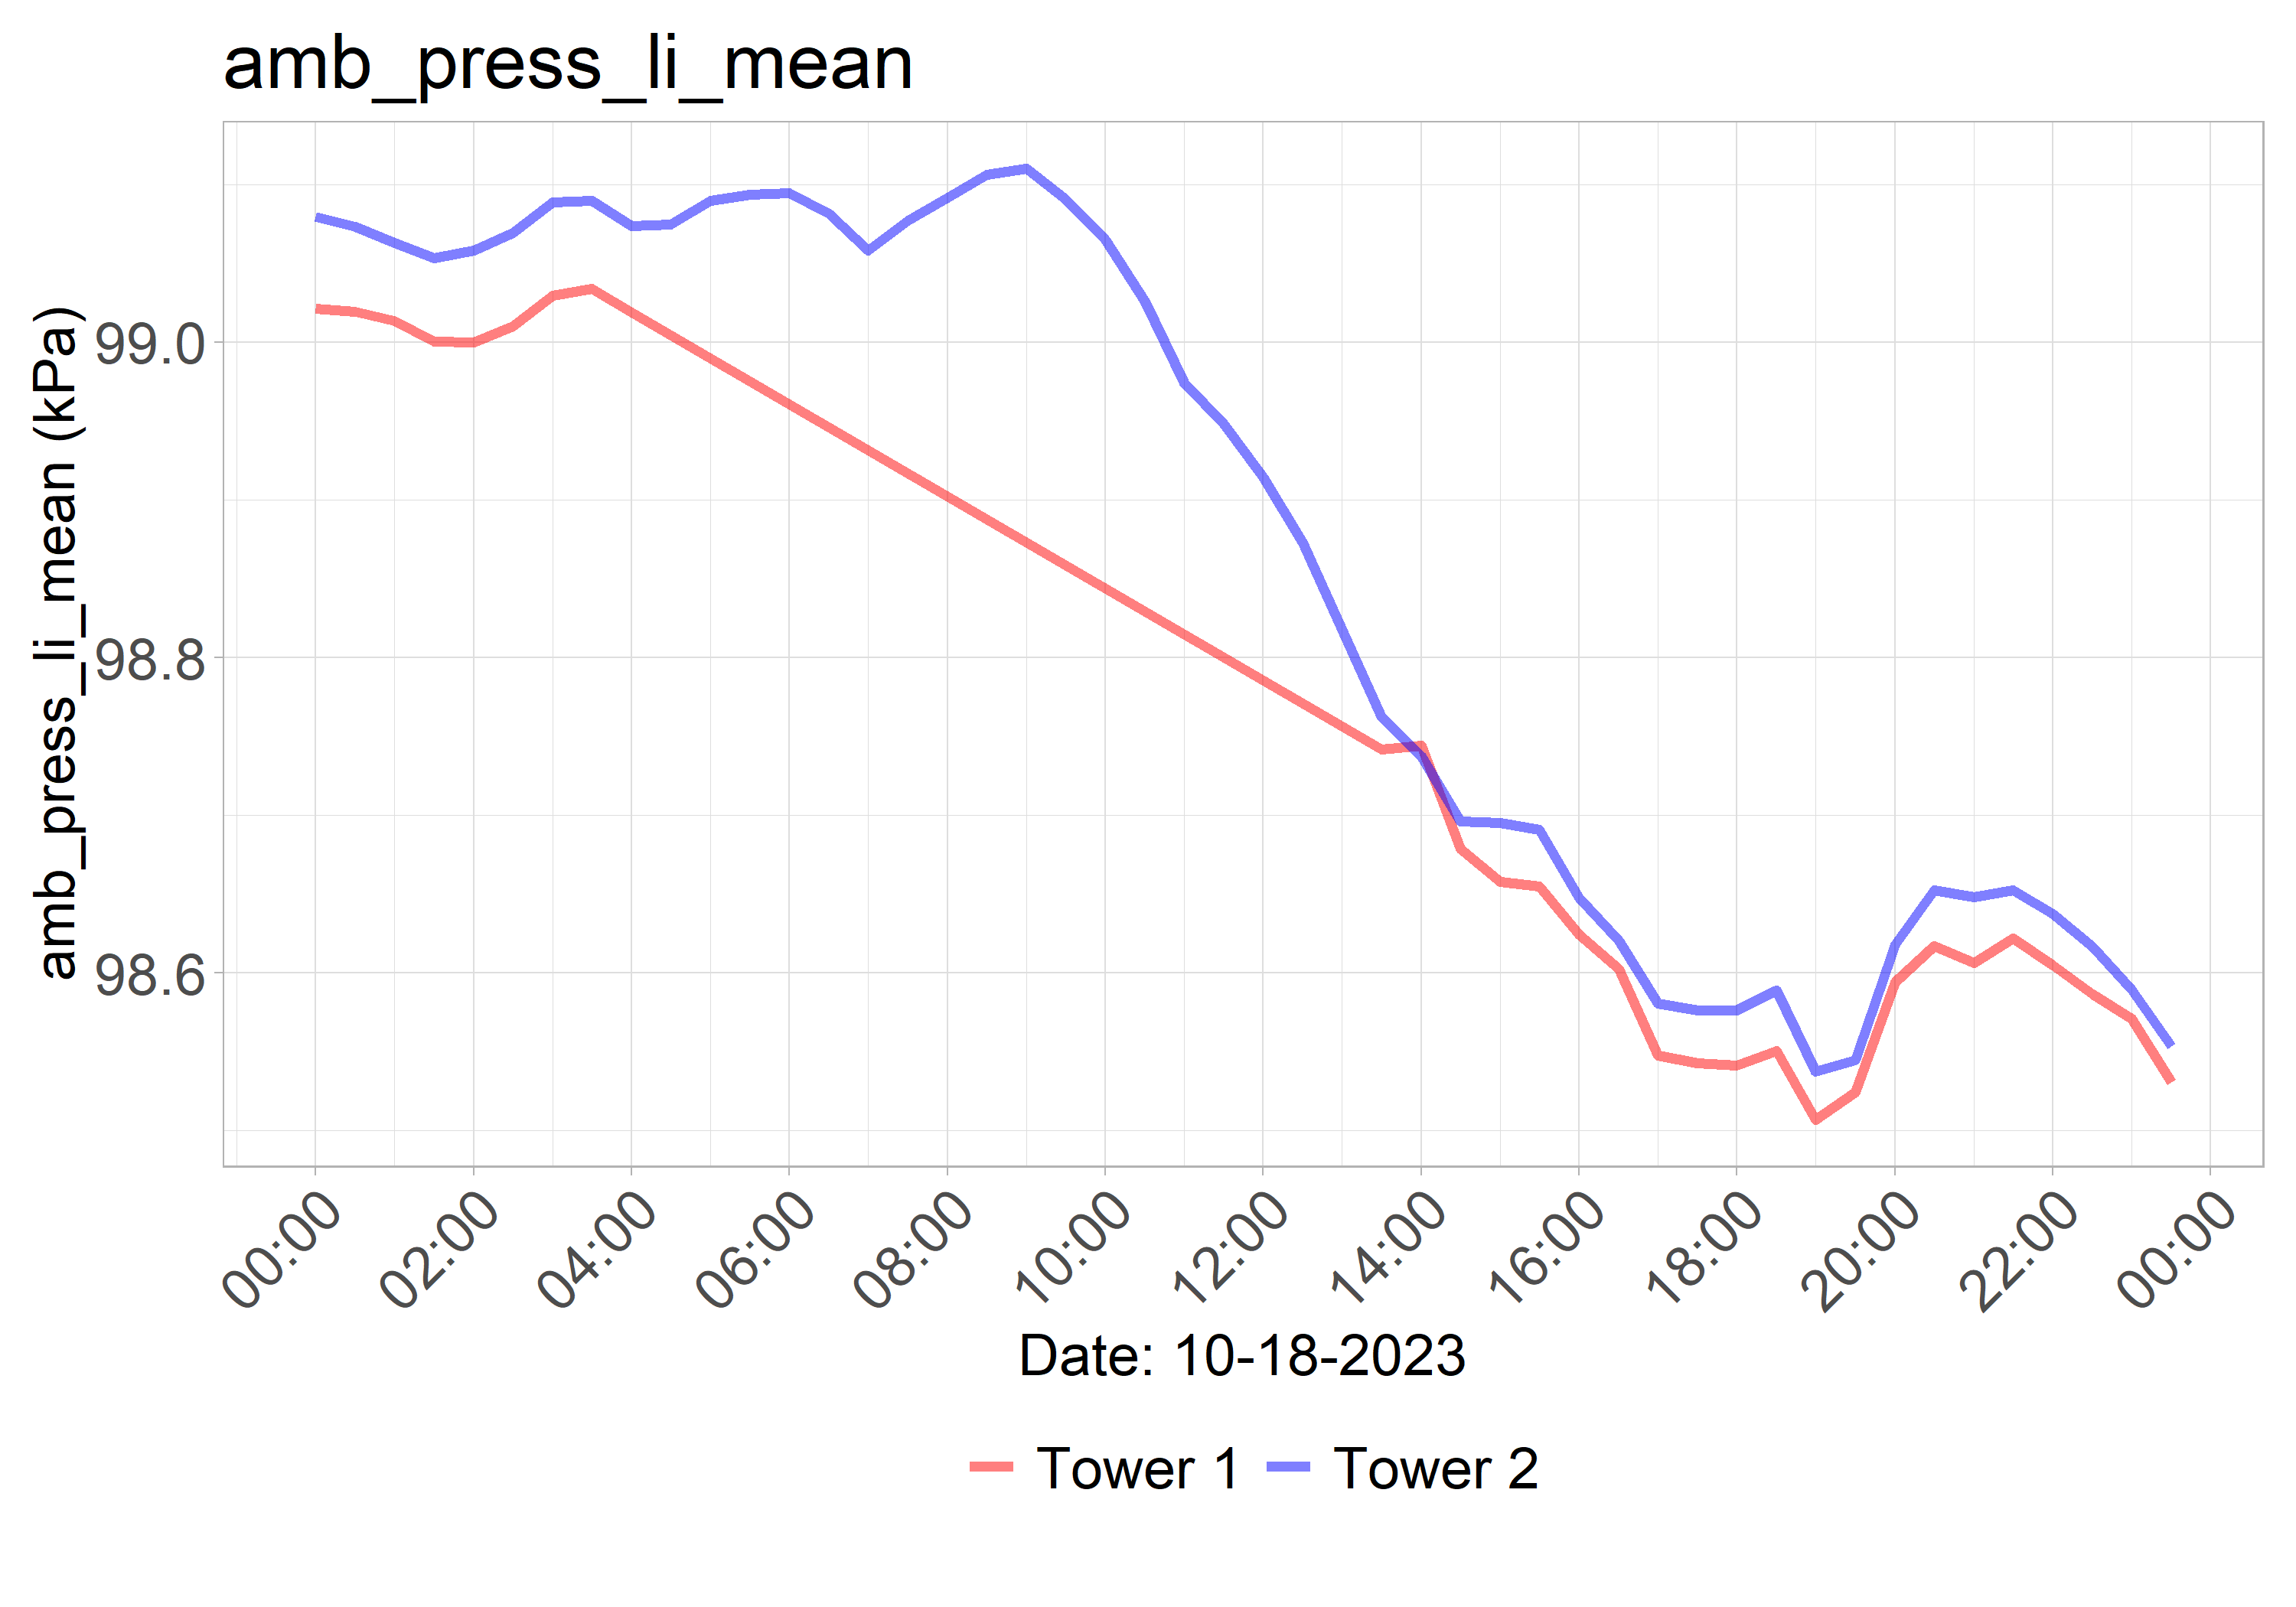 amb_press_li_mean
amb_press_li_mean (kPa)
99.0
98.8
98.6
00:00 02:00 04:00 06:00 08:00 10:00 12:00 14:00 16:00 18:00 20:00 22:00 00:00
Date: 10-18-2023
Tower 1 Tower 2